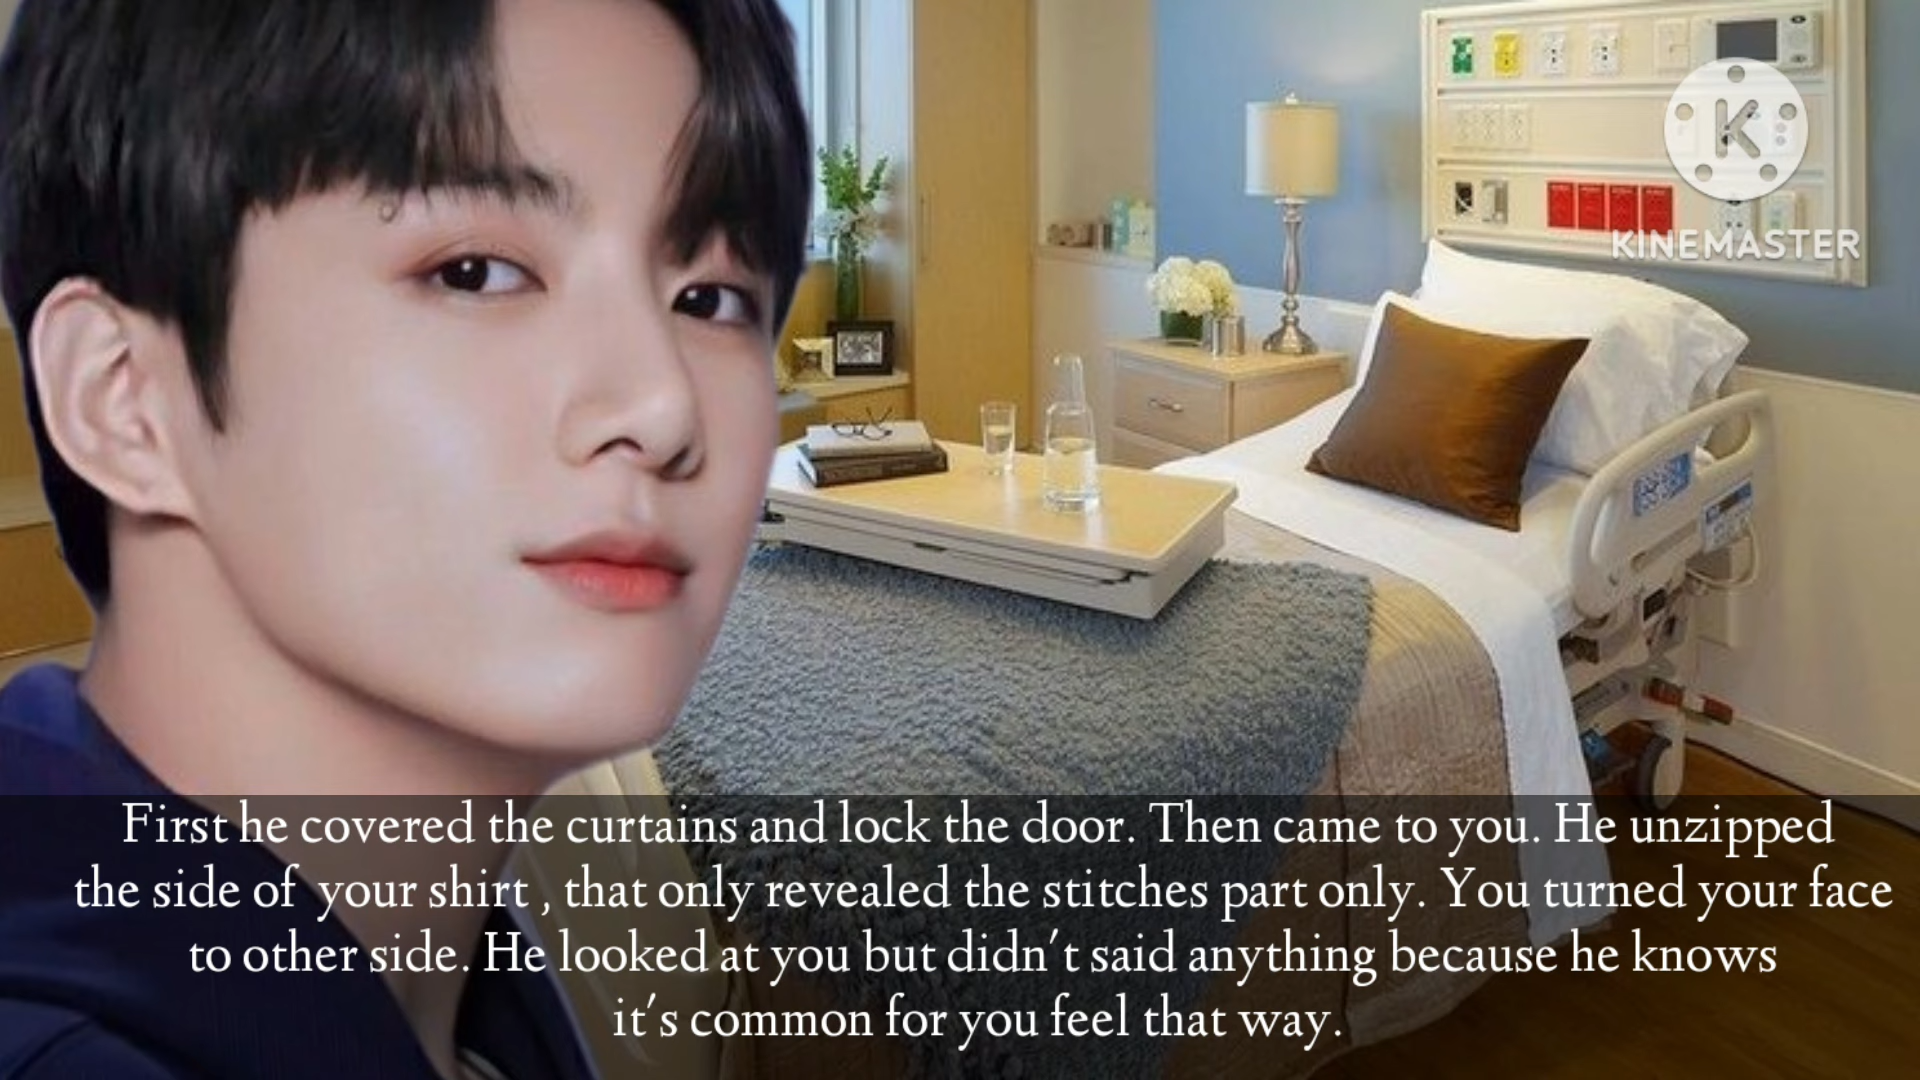 KINEMASTER
First he covered the curtains and lock the door. Then came to you. He unzipped
the side of your shirt , that only revealed the stitches part only. You turned your face
to other side. He looked at you but didn't said anything because he knows
it's common for you feel that way.